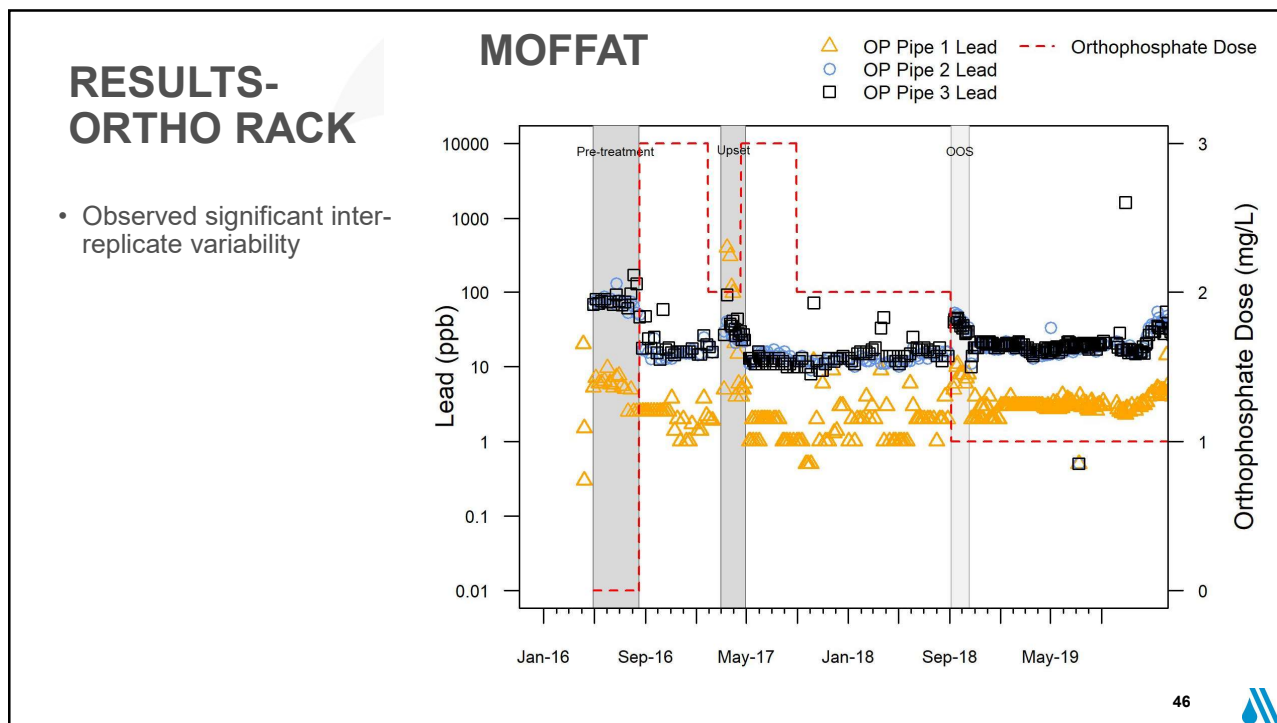 RESULTS-
ORTHO RACK
• Observed significant inter-
replicate variability
MOFFAT
OP Pipe 1 Lead
OP Pipe 2 Lead
OP Pipe 3 Lead
Orthophosphate Dose
Pre-treatment
Upset
OOS
Lead (ppb)
10000
1000
100
10
1
0.1
0.01
Orthophosphate Dose (mg/L)
3
2
1
0
Jan-16
Sep-16
May-17
Jan-18
Sep-18
May-19
46